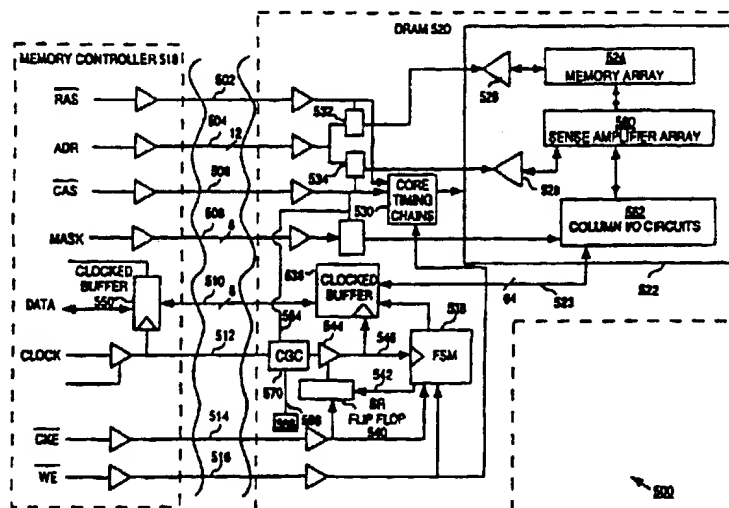 DRAM 520
MEMORY CONTROLLER 518
RAS
502
532
526
524
MEMORY ARRAY
504
12
ADR
560
SENSE AMPLIFIER ARRAY
534
528
CAS
506
530
CORE TIMING CHAINS
MASK
508
8
562
COLUMN I/O CIRCUITS
536
CLOCKED BUFFER
CLOCKED BUFFER
550
DATA
510
8
64
523
522
564
544
546
538
CLOCK
512
CGC
FSM
570
542
SR FLIP FLOP
540
CKE
514
WE
516
500